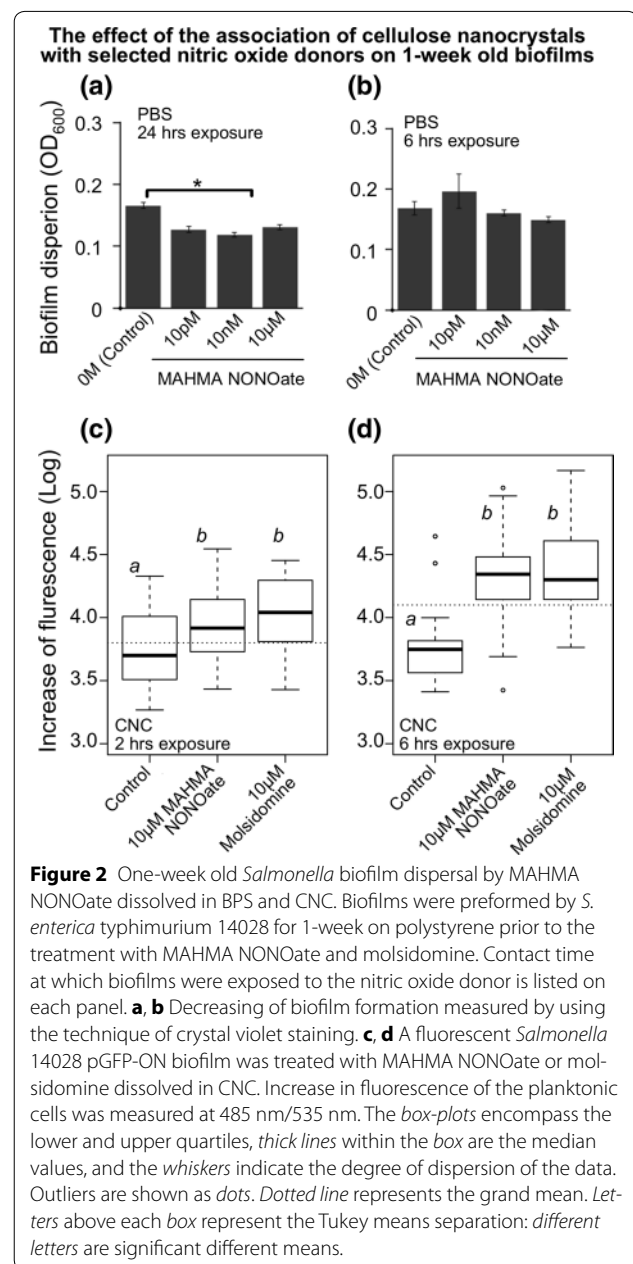 The effect of the association of cellulose nanocrystals
with selected nitric oxide donors on 1-week old biofilms
(a)
(b)
PBS
24 hrs exposure
PBS
6 hrs exposure
Biofilm disperion (OD600)
0.3
0.2
0.1
0
*
0M (Control)
10pM
10nM
10µM
MAHMA NONOate
0.3
0.2
0.1
0
0M (Control)
10pM
10nM
10µM
MAHMA NONOate
(c)
(d)
Increase of flurescence (Log)
5.0
4.5
4.0
3.5
3.0
a
b
b
CNC
2 hrs exposure
Control
10µM MAHMA
NONOate
10µM
Molsidomine
5.0
4.5
4.0
3.5
3.0
a
b
b
CNC
6 hrs exposure
Control
10µM MAHMA
NONOate
10µM
Molsidomine
Figure 2 One-week old Salmonella biofilm dispersal by MAHMA
NONOate dissolved in BPS and CNC. Biofilms were preformed by S.
enterica typhimurium 14028 for 1-week on polystyrene prior to the
treatment with MAHMA NONOate and molsidomine. Contact time
at which biofilms were exposed to the nitric oxide donor is listed on
each panel. a, b Decreasing of biofilm formation measured by using
the technique of crystal violet staining. c, d A fluorescent Salmonella
14028 pGFP-ON biofilm was treated with MAHMA NONOate or mol-
sidomine dissolved in CNC. Increase in fluorescence of the planktonic
cells was measured at 485 nm/535 nm. The box-plots encompass the
lower and upper quartiles, thick lines within the box are the median
values, and the whiskers indicate the degree of dispersion of the data.
Outliers are shown as dots. Dotted line represents the grand mean. Let-
ters above each box represent the Tukey means separation: different
letters are significant different means.